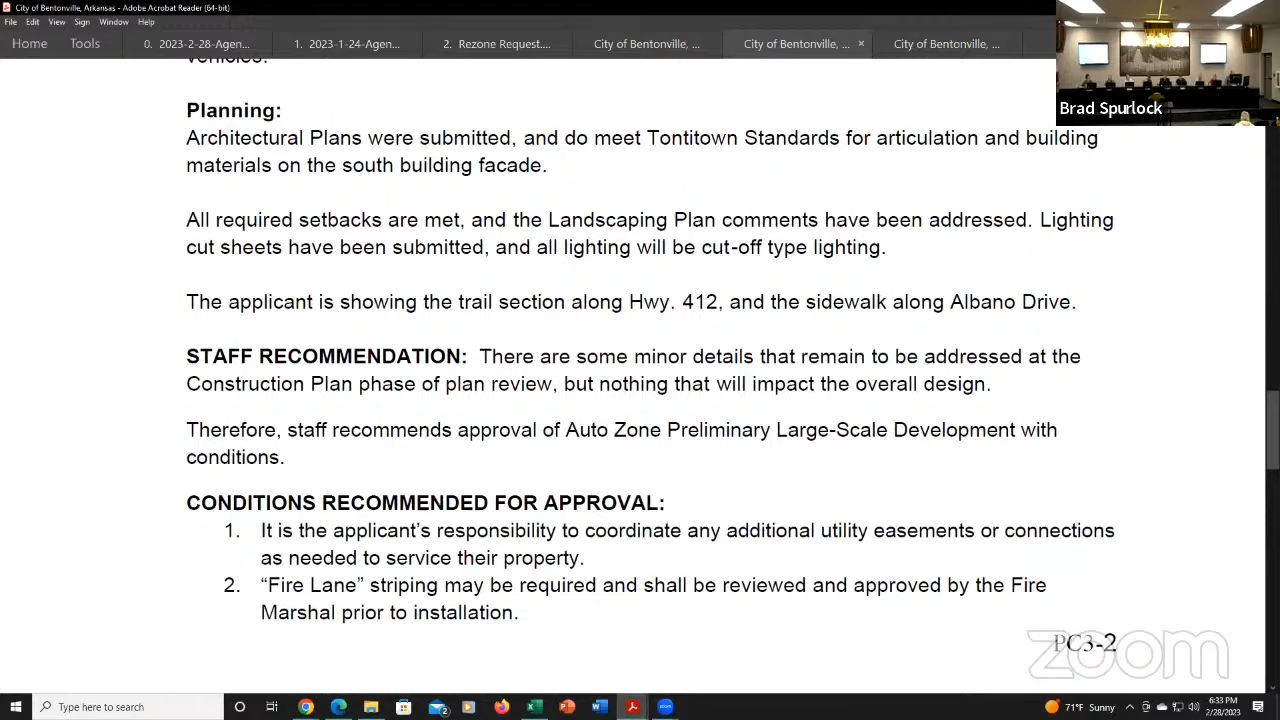 City of Bentonville, Arkansas - Adobe Acrobat Reader (64-bit)
File Edit View Sign Window Help
Home Tools 0. 2023-2-28-Agen... 1. 2023-1-24-Agen... 2. Rezone Request.... City of Bentonville, ... City of Bentonville, ... × City of Bentonville, ...
Brad Spurlock
vehicles.
Planning:
Architectural Plans were submitted, and do meet Tontitown Standards for articulation and building
materials on the south building facade.
All required setbacks are met, and the Landscaping Plan comments have been addressed. Lighting
cut sheets have been submitted, and all lighting will be cut-off type lighting.
The applicant is showing the trail section along Hwy. 412, and the sidewalk along Albano Drive.
STAFF RECOMMENDATION: There are some minor details that remain to be addressed at the
Construction Plan phase of plan review, but nothing that will impact the overall design.
Therefore, staff recommends approval of Auto Zone Preliminary Large-Scale Development with
conditions.
CONDITIONS RECOMMENDED FOR APPROVAL:
1. It is the applicant's responsibility to coordinate any additional utility easements or connections
as needed to service their property.
2. “Fire Lane” striping may be required and shall be reviewed and approved by the Fire
Marshal prior to installation.
PC3-2
zoom
Type here to search
2
71°F Sunny
6:33 PM
2/28/2023